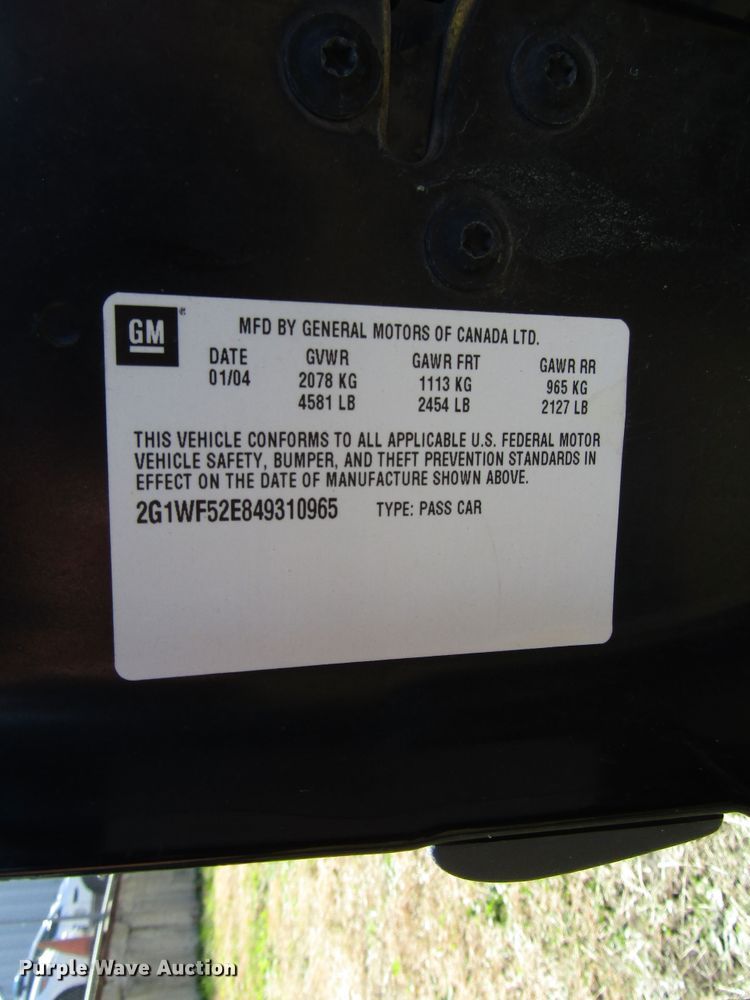 GM®
MFD BY GENERAL MOTORS OF CANADA LTD.
DATE GVWR GAWR FRT GAWR RR
01/04 2078 KG 1113 KG 965 KG
4581 LB 2454 LB 2127 LB
THIS VEHICLE CONFORMS TO ALL APPLICABLE U.S. FEDERAL MOTOR
VEHICLE SAFETY, BUMPER, AND THEFT PREVENTION STANDARDS IN
EFFECT ON THE DATE OF MANUFACTURE SHOWN ABOVE.
2G1WF52E849310965 TYPE: PASS CAR
Purple Wave Auction